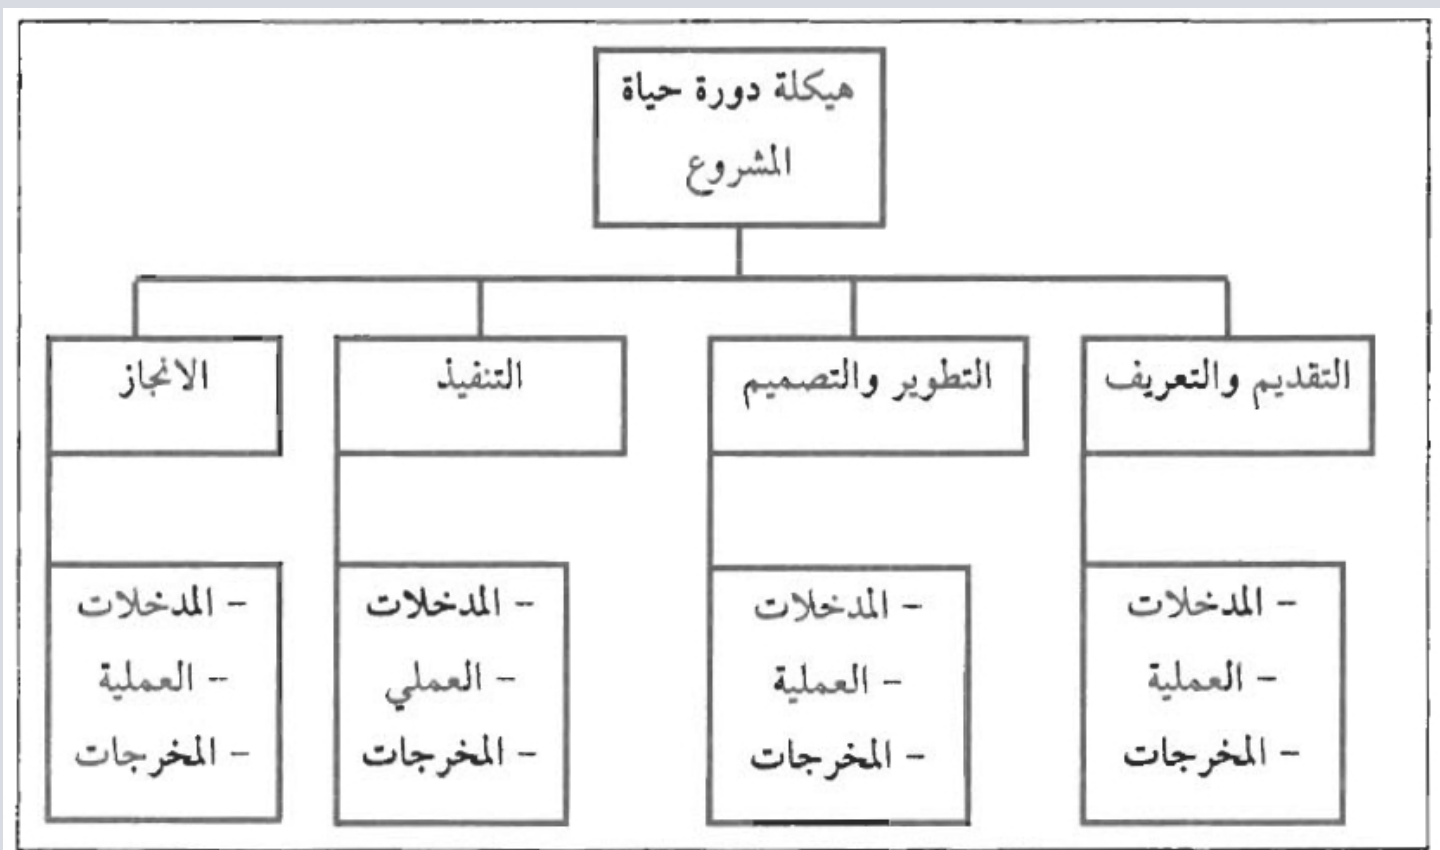 هيكلة دورة حياة
المشروع
التقديم والتعريف
التطوير والتصميم
التنفيذ
الانجاز
- المدخلات
- العملية
- المخرجات
- المدخلات
- العملية
- المخرجات
- المدخلات
- العملي
- المخرجات
- المدخلات
- العملية
- المخرجات